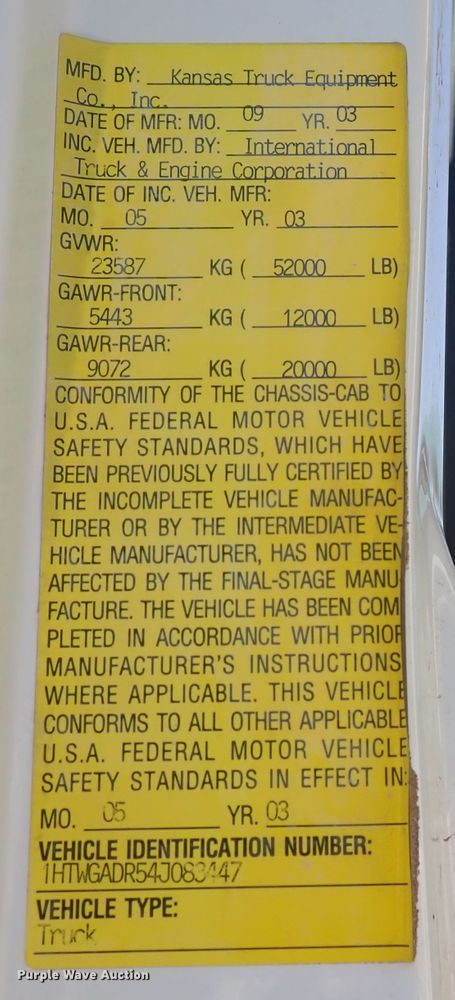 MFD. BY: Kansas Truck Equipment
Co., Inc.
DATE OF MFR: MO. 09 YR. 03
INC. VEH. MFD. BY: International
Truck & Engine Corporation
DATE OF INC. VEH. MFR:
MO. 05 YR. 03
GVWR:
23587 KG ( 52000 LB)
GAWR-FRONT:
5443 KG ( 12000 LB)
GAWR-REAR:
9072 KG ( 20000 LB)
CONFORMITY OF THE CHASSIS-CAB TO
U.S.A. FEDERAL MOTOR VEHICLE
SAFETY STANDARDS, WHICH HAVE
BEEN PREVIOUSLY FULLY CERTIFIED BY
THE INCOMPLETE VEHICLE MANUFAC-
TURER OR BY THE INTERMEDIATE VE-
HICLE MANUFACTURER, HAS NOT BEEN
AFFECTED BY THE FINAL-STAGE MANU
FACTURE. THE VEHICLE HAS BEEN COM
PLETED IN ACCORDANCE WITH PRIOR
MANUFACTURER'S INSTRUCTIONS
WHERE APPLICABLE. THIS VEHICLE
CONFORMS TO ALL OTHER APPLICABLE
U.S.A. FEDERAL MOTOR VEHICLE
SAFETY STANDARDS IN EFFECT IN:
MO. 05 YR. 03
VEHICLE IDENTIFICATION NUMBER:
VEHICLE TYPE:
Truck
Purple Wave Auction